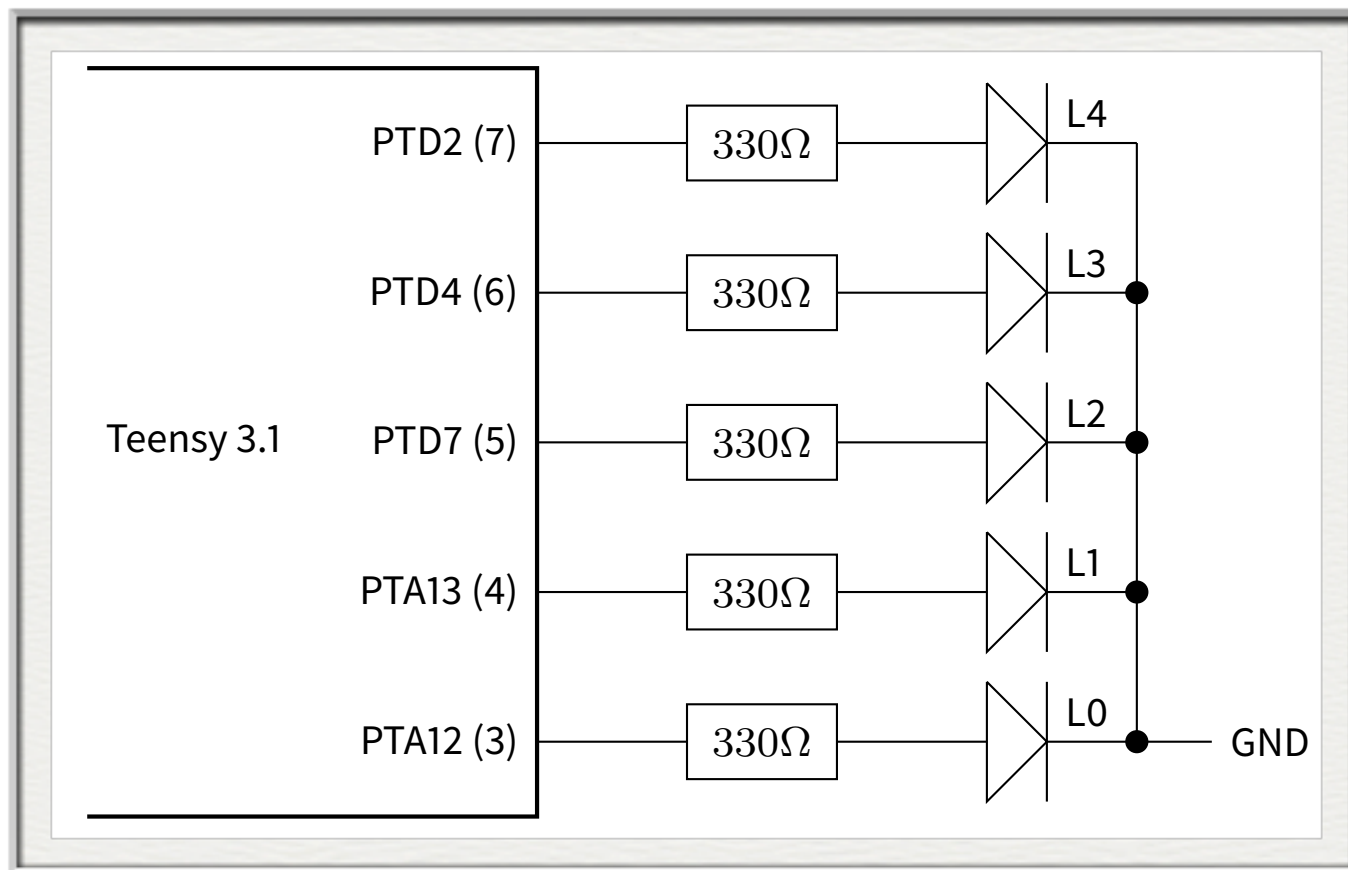 PTD2 (7) 330Ω L4
PTD4 (6) 330Ω L3
Teensy 3.1 PTD7 (5) 330Ω L2
PTA13 (4) 330Ω L1
PTA12 (3) 330Ω L0 GND